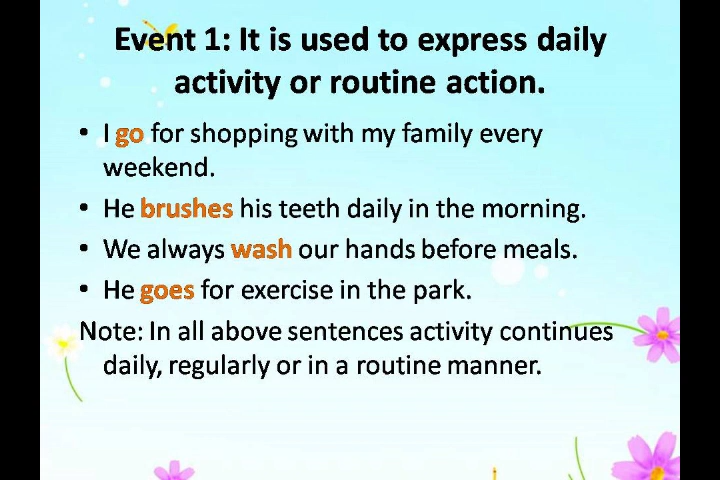 Event 1: It is used to express daily
activity or routine action.
• I go for shopping with my family every
weekend.
• He brushes his teeth daily in the morning.
• We always wash our hands before meals.
• He goes for exercise in the park.
Note: In all above sentences activity continues
daily, regularly or in a routine manner.